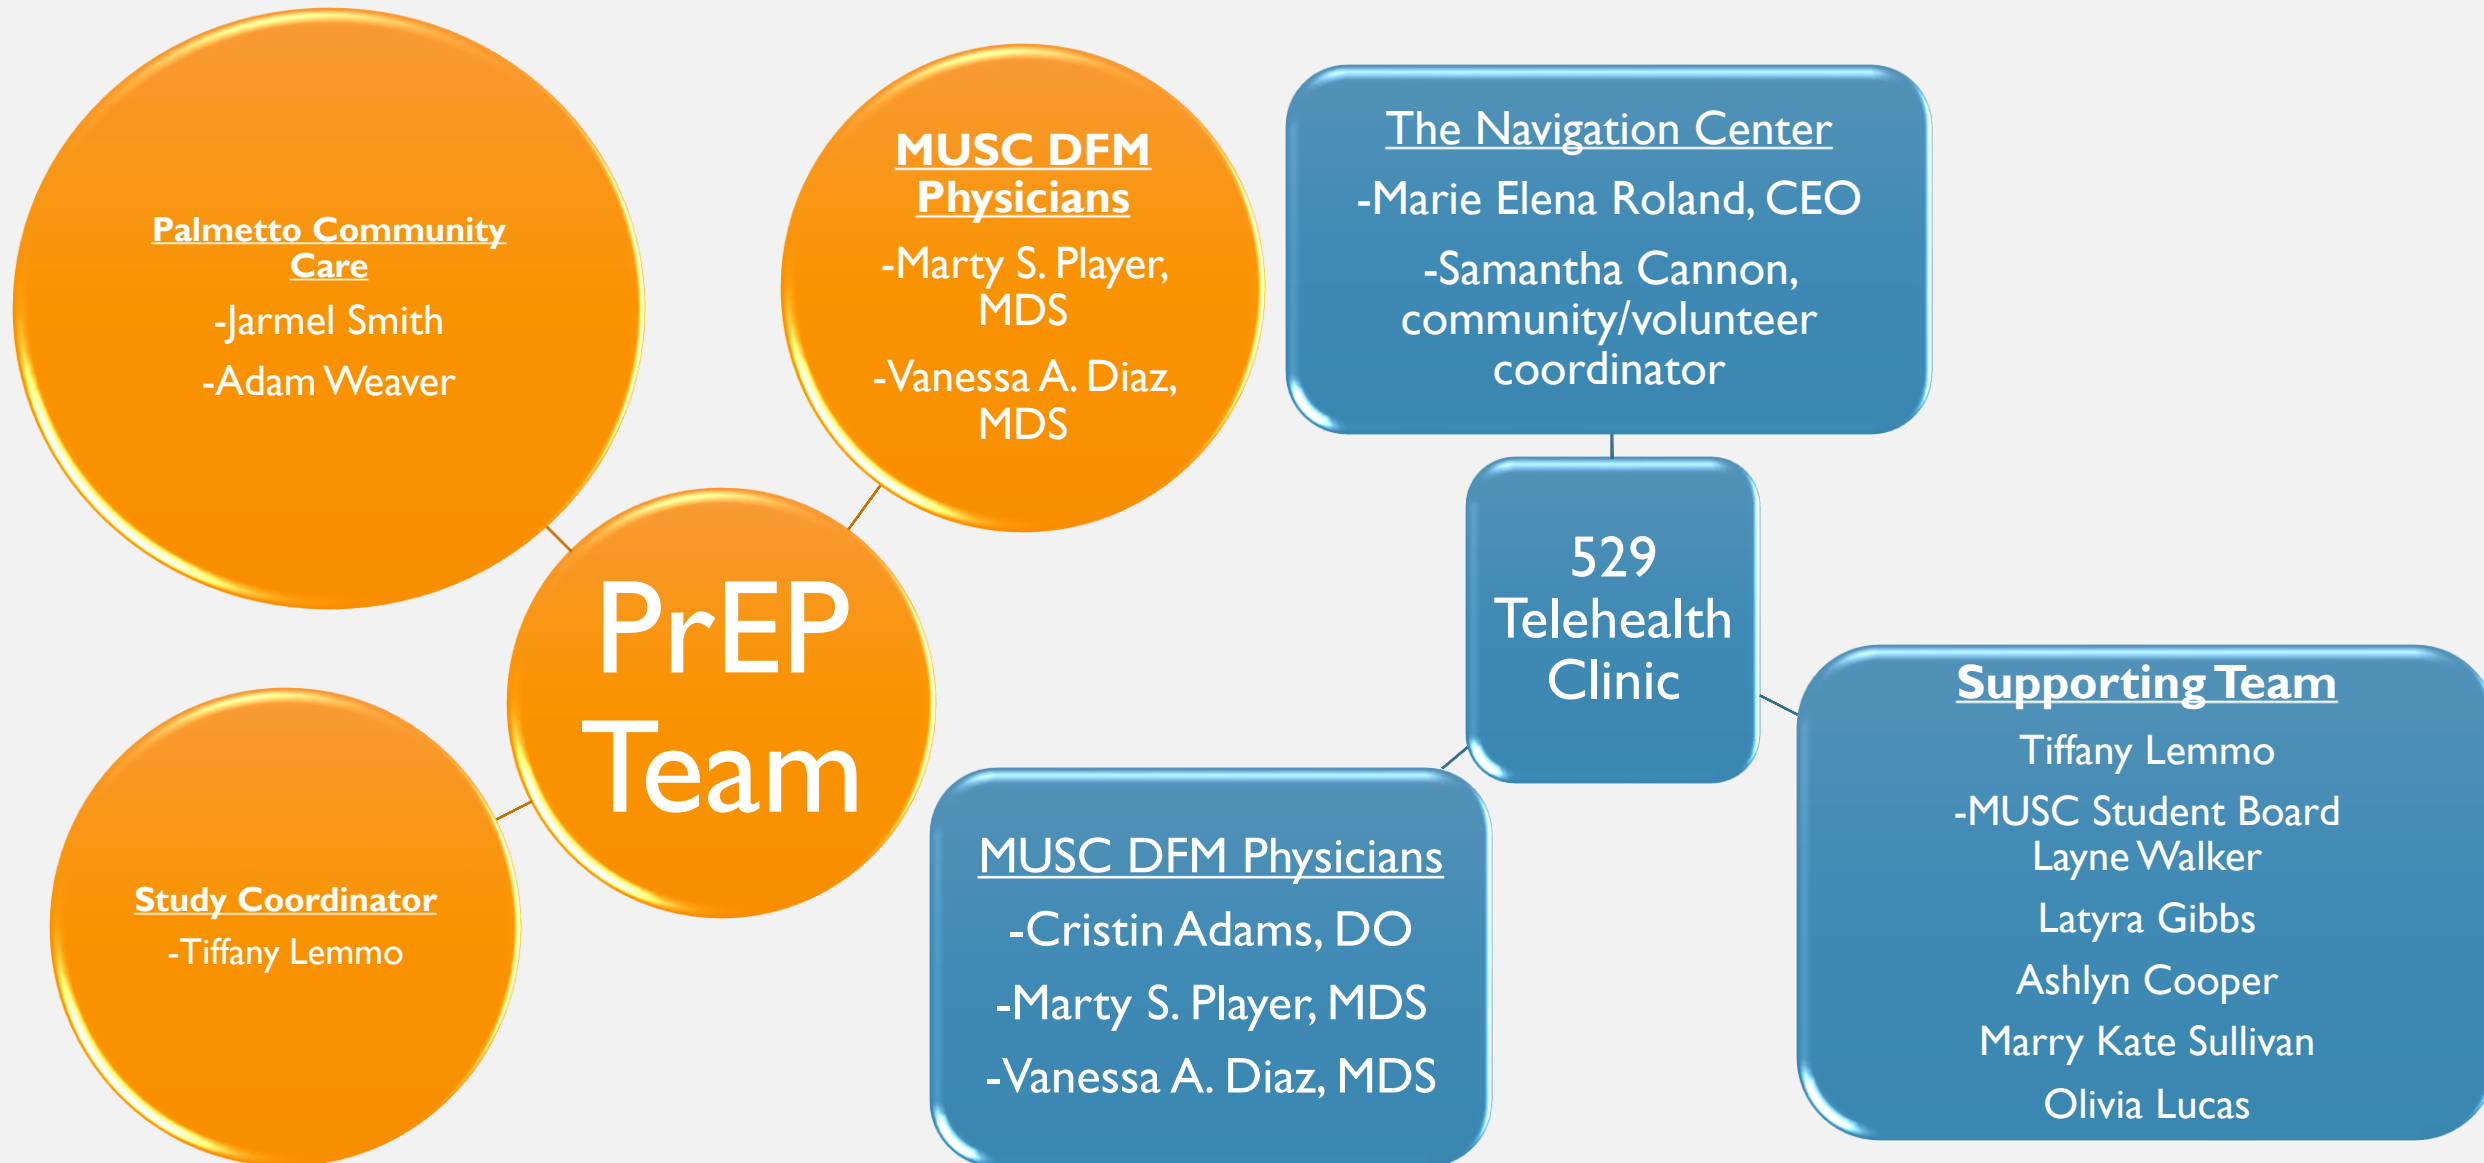 Palmetto Community
Care
-Jarmel Smith
-Adam Weaver
MUSC DFM
Physicians
-Marty S. Player,
MDS
-Vanessa A. Diaz,
MDS
PrEP
Team
Study Coordinator
-Tiffany Lemmo
The Navigation Center
-Marie Elena Roland, CEO
-Samantha Cannon,
community/volunteer
coordinator
529
Telehealth
Clinic
MUSC DFM Physicians
-Cristin Adams, DO
-Marty S. Player, MDS
-Vanessa A. Diaz, MDS
Supporting Team
Tiffany Lemmo
-MUSC Student Board
Layne Walker
Latyra Gibbs
Ashlyn Cooper
Marry Kate Sullivan
Olivia Lucas